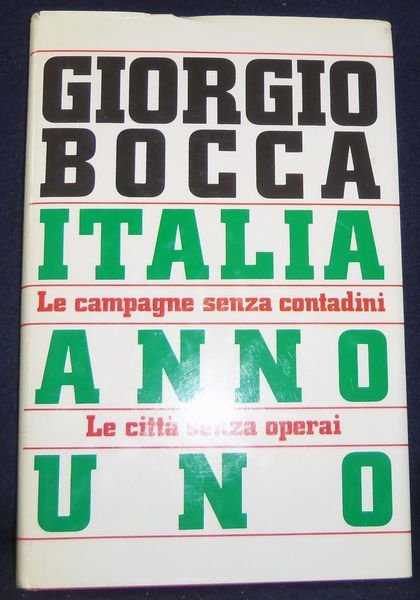 GIORGIO
BOCCA
ITALIA
Le campagne senza contadini
ANNO
Le città senza operai
UNO